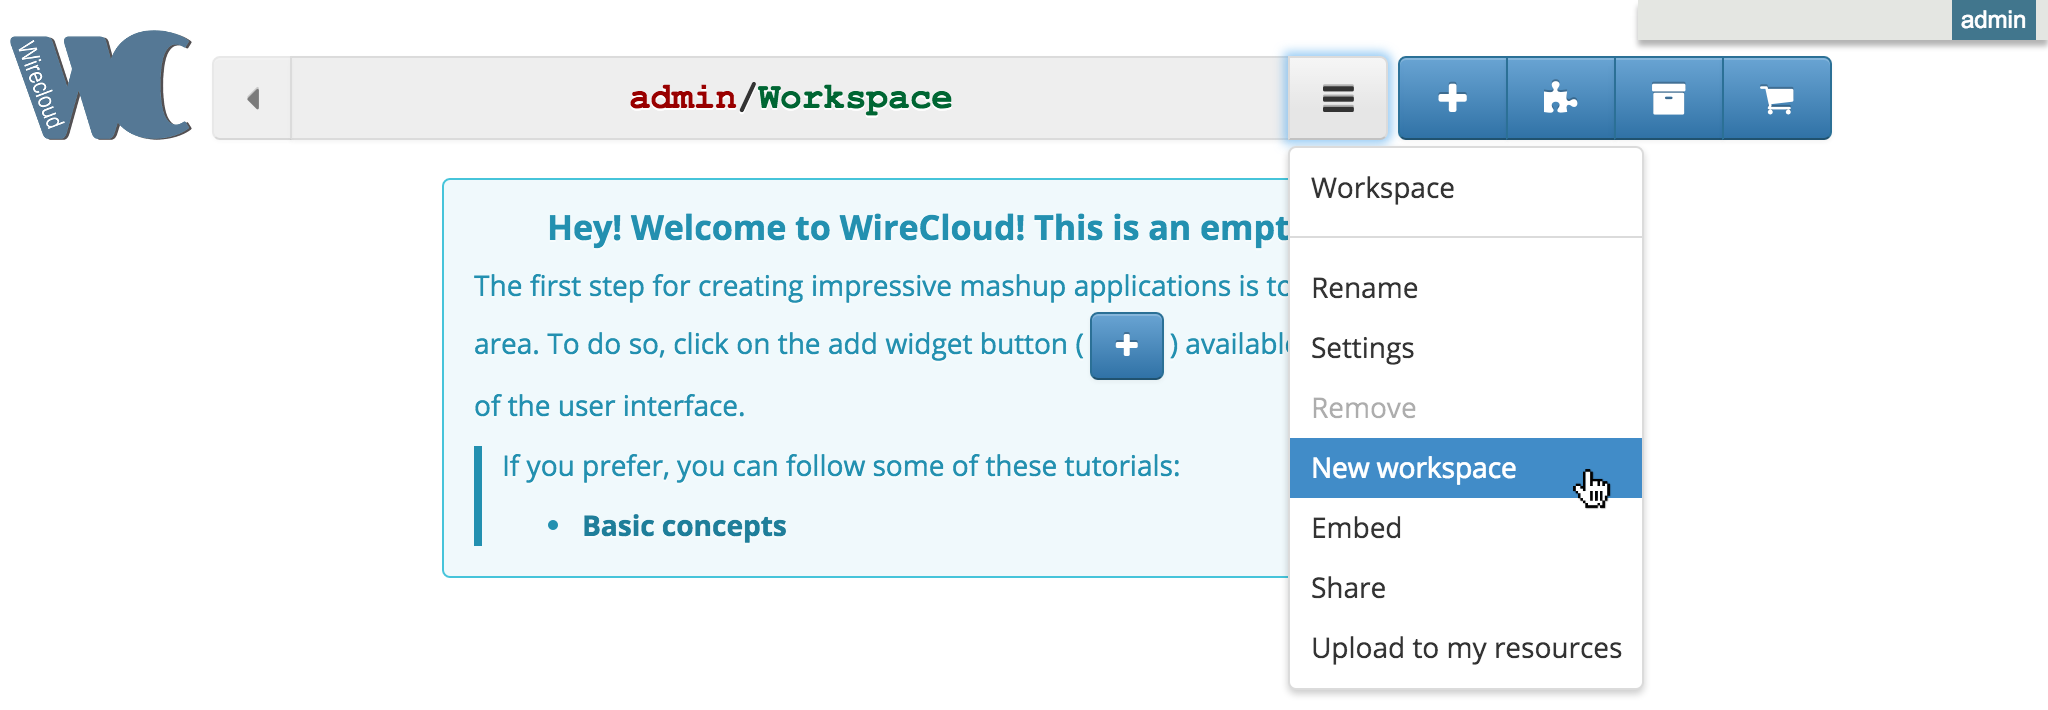 admin
Wirecloud
WC
admin/Workspace
Workspace
Hey! Welcome to WireCloud! This is an empt
The first step for creating impressive mashup applications is to
Rename
area. To do so, click on the add widget button ( + ) available
Settings
of the user interface.
Remove
If you prefer, you can follow some of these tutorials:
New workspace
• Basic concepts
Embed
Share
Upload to my resources